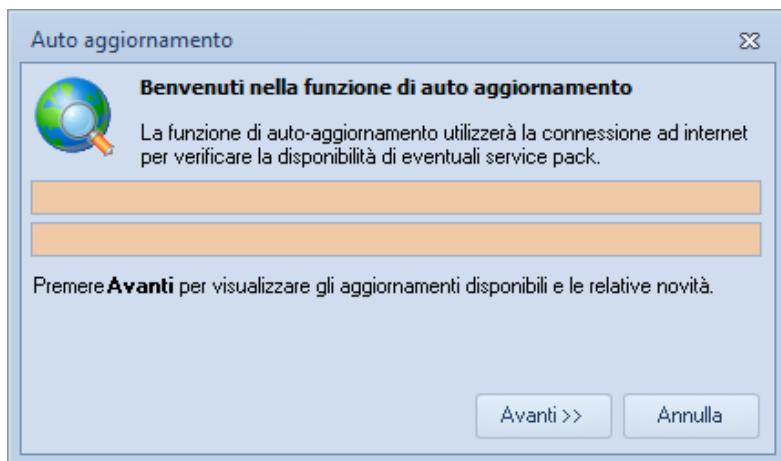 Auto aggiornamento
Benvenuti nella funzione di auto aggiornamento
La funzione di auto-aggiornamento utilizzerà la connessione ad internet
per verificare la disponibilità di eventuali service pack.
Premere Avanti per visualizzare gli aggiornamenti disponibili e le relative novità.
Avanti >> Annulla